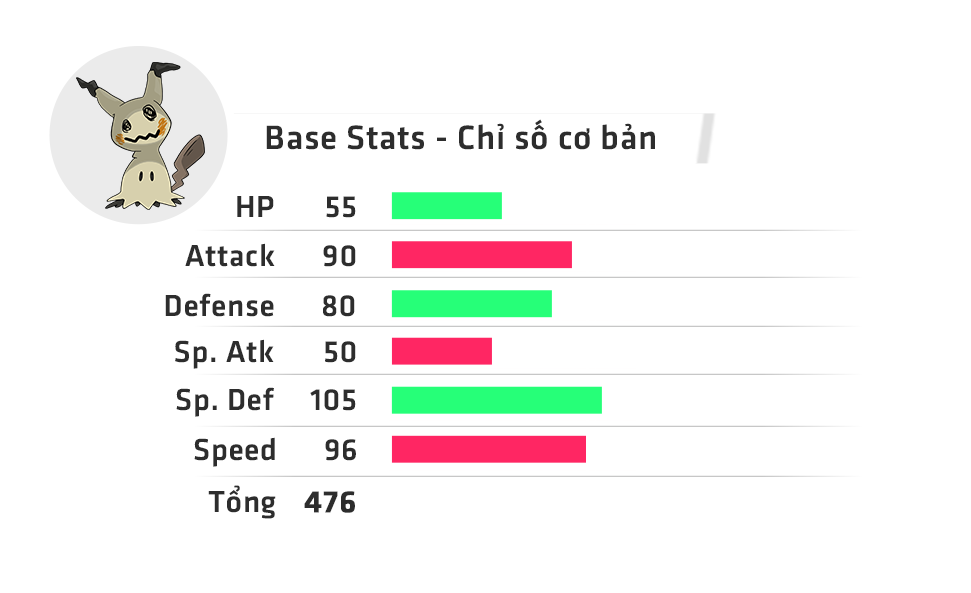 Base Stats - Chỉ số cơ bản
HP 55
Attack 90
Defense 80
Sp. Atk 50
Sp. Def 105
Speed 96
Tổng 476